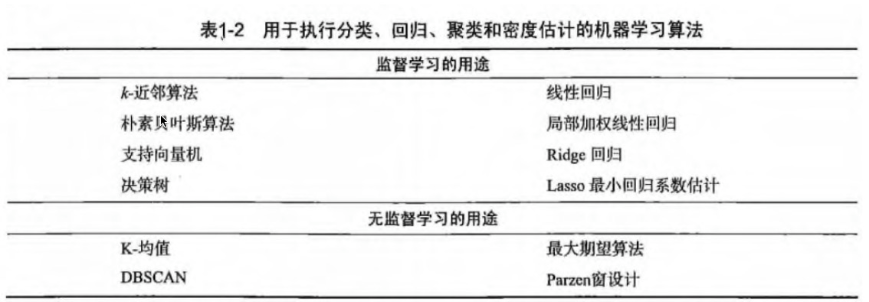 表1-2 用于执行分类、回归、聚类和密度估计的机器学习算法
监督学习的用途
k-近邻算法 线性回归
朴素贝叶斯算法 局部加权线性回归
支持向量机 Ridge 回归
决策树 Lasso 最小回归系数估计
无监督学习的用途
K-均值 最大期望算法
DBSCAN Parzen窗设计